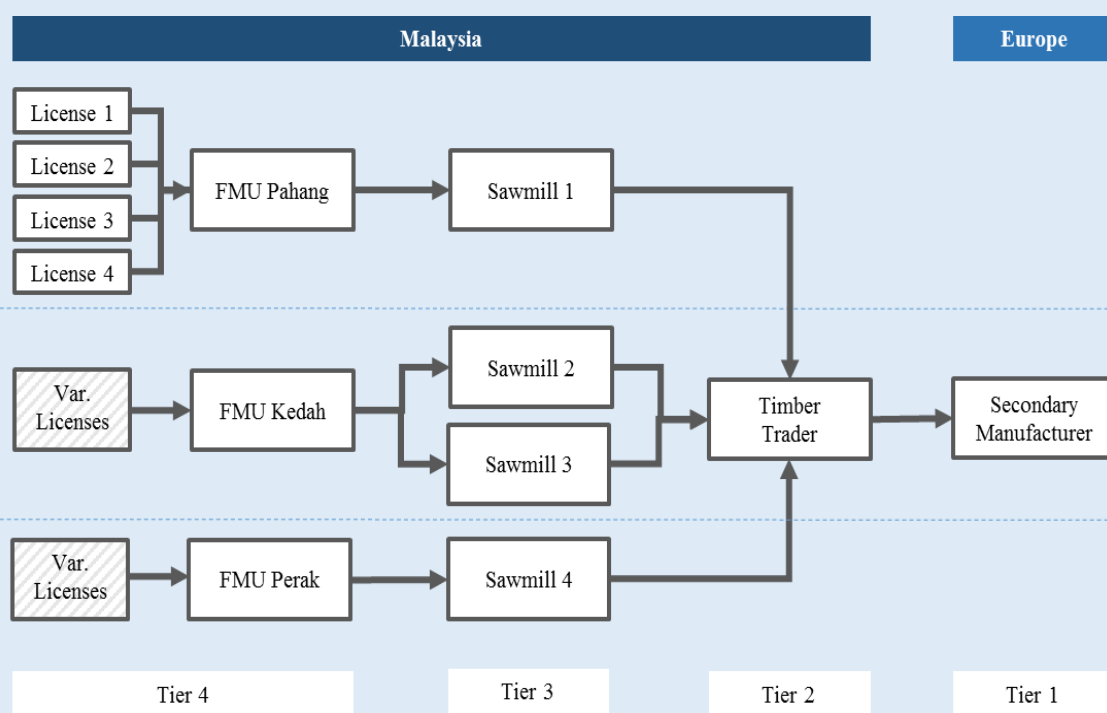 Malaysia
Europe
License 1
License 2
License 3
License 4
FMU Pahang
Sawmill 1
Var.
Licenses
FMU Kedah
Sawmill 2
Sawmill 3
Timber
Trader
Secondary
Manufacturer
Var.
Licenses
FMU Perak
Sawmill 4
Tier 4
Tier 3
Tier 2
Tier 1